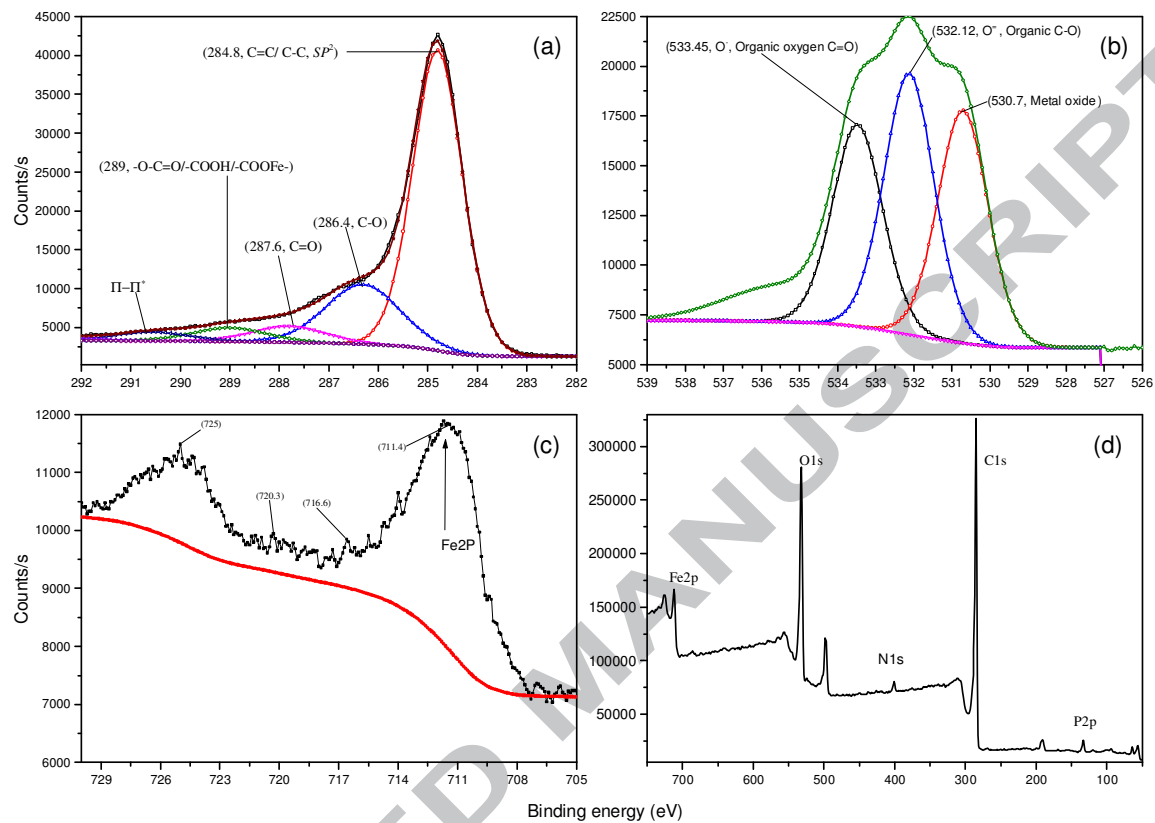 (a)
(284.8, C=C/ C-C, SP²)
(289, -O-C=O/-COOH/-COOFe-)
(286.4, C-O)
(287.6, C=O)
Π–Π*
Counts/s
45000
40000
35000
30000
25000
20000
15000
10000
5000
292 291 290 289 288 287 286 285 284 283 282
(b)
(532.12, O⁻ , Organic C-O)
(533.45, O⁻, Organic oxygen C=O)
(530.7, Metal oxide)
22500
20000
17500
15000
12500
10000
7500
5000
539 538 537 536 535 534 533 532 531 530 529 528 527 526
(c)
(725)
(711.4)
(720.3)
(716.6)
Fe2P
Counts/s
12000
11000
10000
9000
8000
7000
6000
729 726 723 720 717 714 711 708 705
(d)
O1s
C1s
Fe2p
N1s
P2p
300000
250000
200000
150000
100000
50000
700 600 500 400 300 200 100
Binding energy (eV)
ED MANUSCRIPT